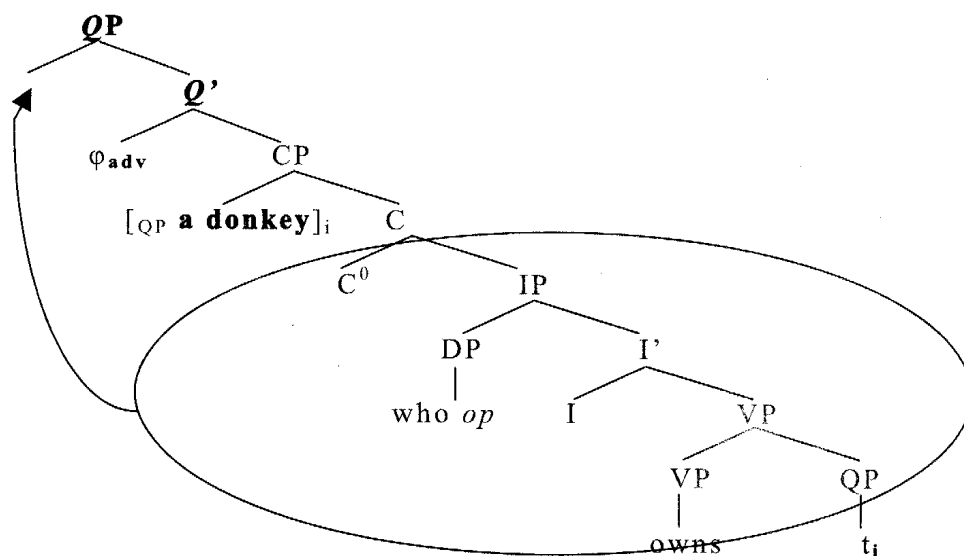 QP
Q’
φadv
CP
[QP a donkey]i
C
C⁰
IP
DP
I’
who op
I
VP
VP
QP
owns
ti